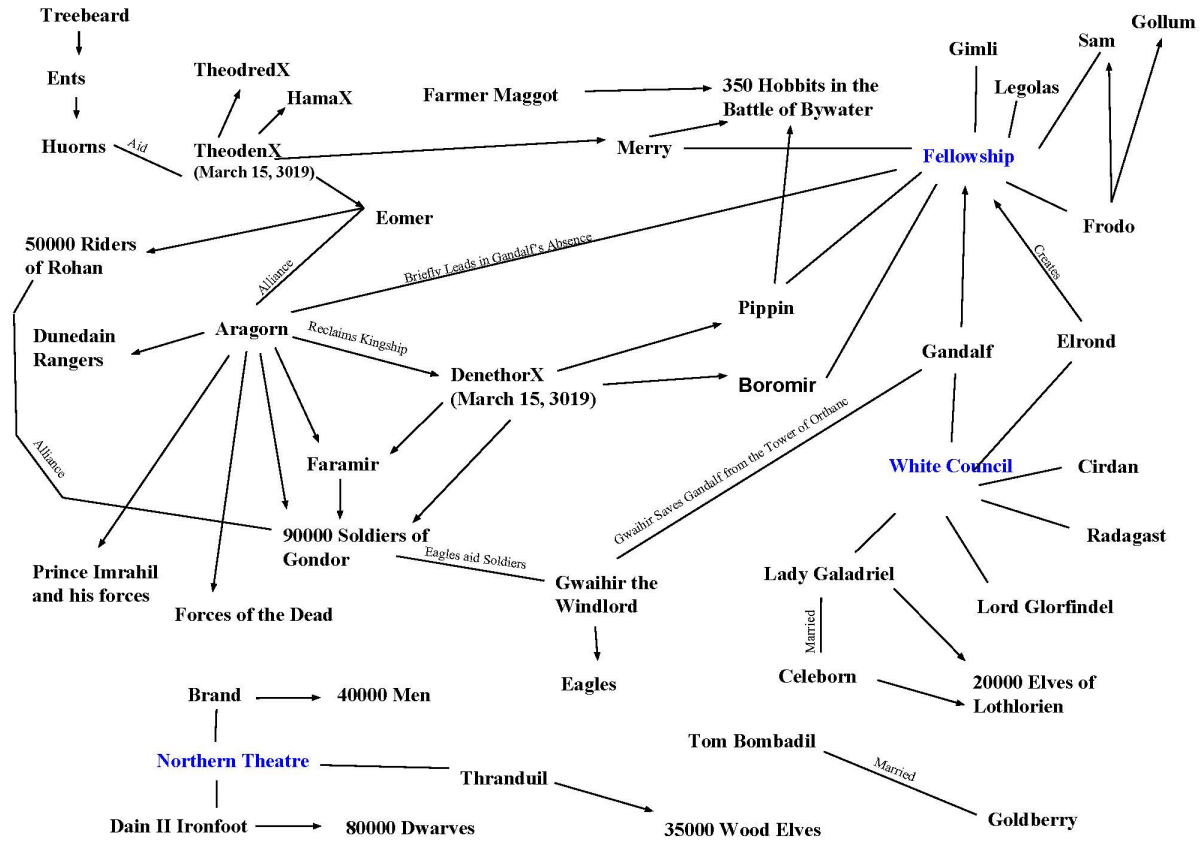 Treebeard
Gollum
Sam
Gimli
Ents
TheodredX
Legolas
HamaX
Farmer Maggot
350 Hobbits in the
Battle of Bywater
Huorns
Aid
TheodenX
(March 15, 3019)
Merry
Fellowship
Eomer
Frodo
50000 Riders
of Rohan
Alliance
Briefly Leads in Gandalf's Absence
Creates
Pippin
Dunedain
Rangers
Aragorn
Reclaims Kingship
Gandalf
Elrond
DenethorX
(March 15, 3019)
Boromir
Alliance
Faramir
Gwaihir Saves Gandalf from the Tower of Orthanc
White Council
Cirdan
90000 Soldiers of
Gondor
Eagles aid Soldiers
Radagast
Prince Imrahil
and his forces
Forces of the Dead
Gwaihir the
Windlord
Lady Galadriel
Lord Glorfindel
Married
Eagles
Celeborn
20000 Elves of
Lothlorien
Brand
40000 Men
Northern Theatre
Thranduil
Tom Bombadil
Married
Goldberry
Dain II Ironfoot
80000 Dwarves
35000 Wood Elves